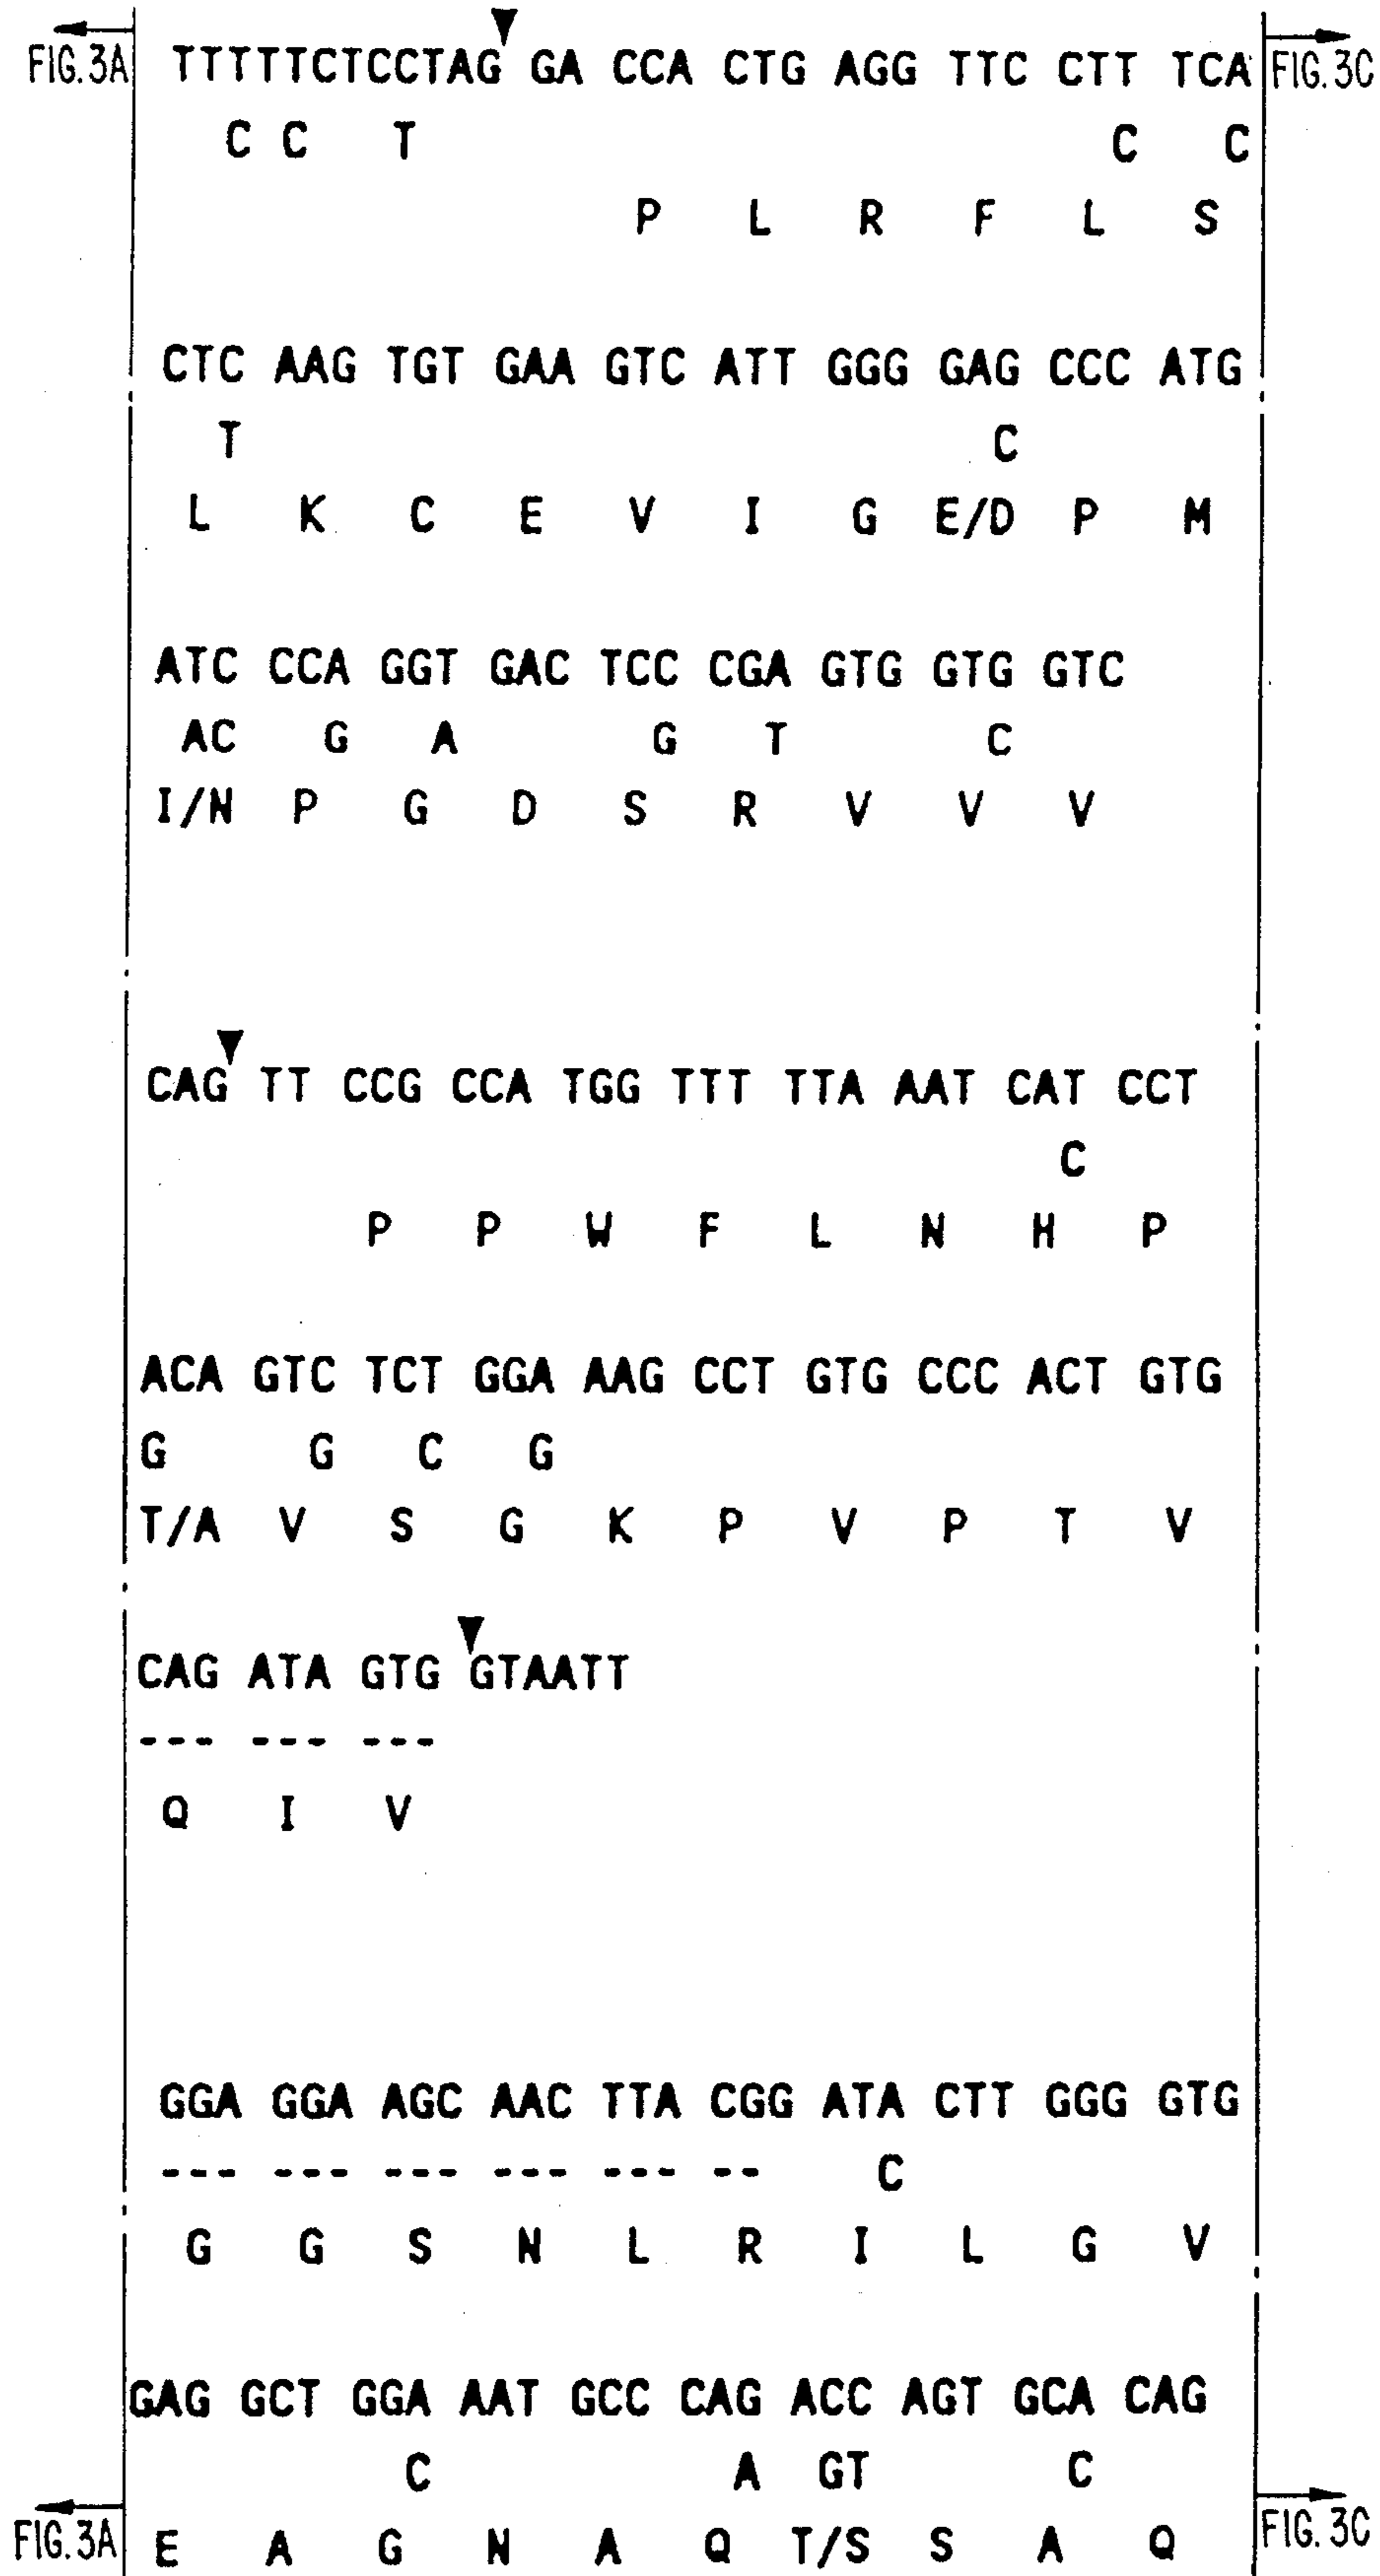 FIG. 3A TTTTTCTCCTAG GA CCA CTG AGG TTC CTT TCA FIG. 3C
C C T C C
P L R F L S
CTC AAG TGT GAA GTC ATT GGG GAG CCC ATG
T C
L K C E V I G E/D P M
ATC CCA GGT GAC TCC CGA GTG GTG GTC
AC G A G T C
I/N P G D S R V V V
CAG TT CCG CCA TGG TTT TTA AAT CAT CCT
C
P P W F L N H P
ACA GTC TCT GGA AAG CCT GTG CCC ACT GTG
G G C G
T/A V S G K P V P T V
CAG ATA GTG GTAATT
--- --- ---
Q I V
GGA GGA AGC AAC TTA CGG ATA CTT GGG GTG
--- --- --- --- --- -- C
G G S N L R I L G V
GAG GCT GGA AAT GCC CAG ACC AGT GCA CAG
C A GT C
FIG. 3A E A G N A Q T/S S A Q FIG. 3C